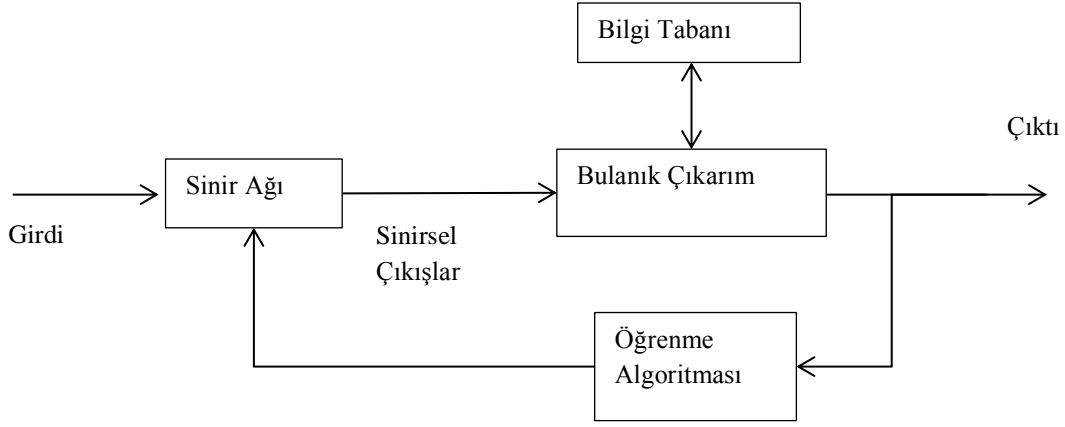 Bilgi Tabanı
Çıktı
Sinir Ağı
Bulanık Çıkarım
Girdi
Sinirsel
Çıkışlar
Öğrenme
Algoritması